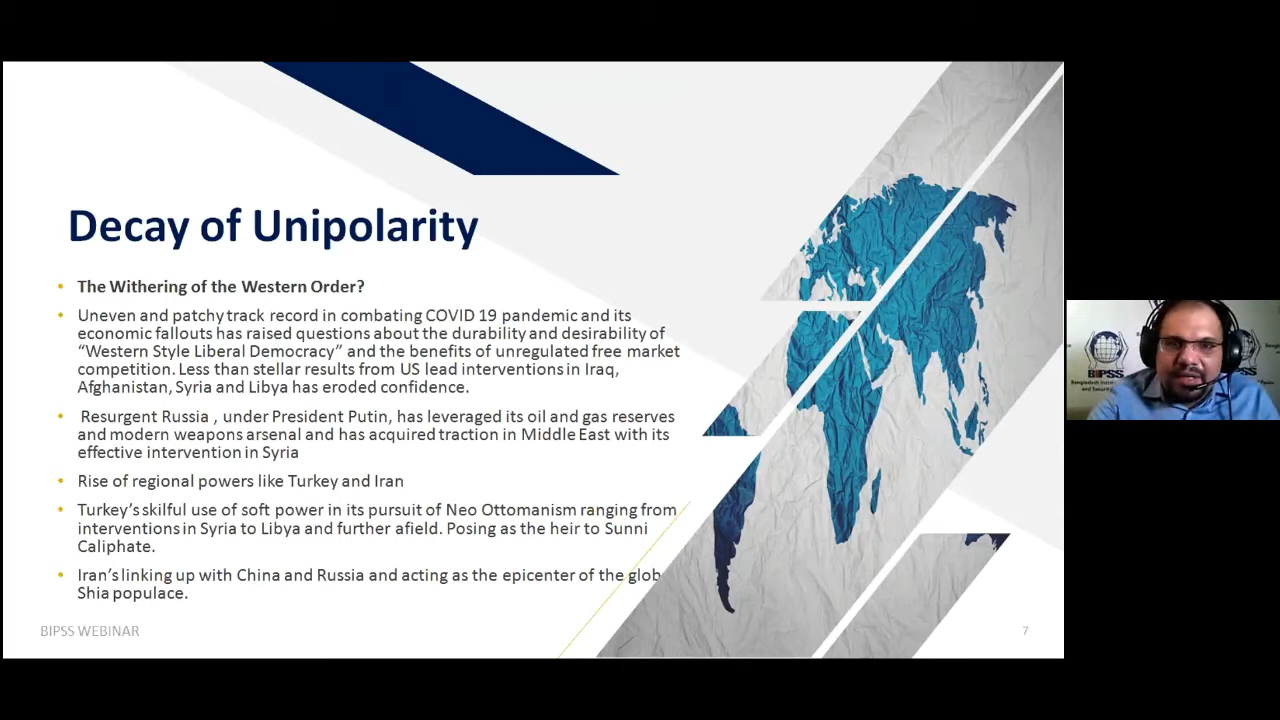 Decay of Unipolarity
• The Withering of the Western Order?
• Uneven and patchy track record in combating COVID 19 pandemic and its
economic fallouts has raised questions about the durability and desirability of
“Western Style Liberal Democracy” and the benefits of unregulated free market
competition. Less than stellar results from US lead interventions in Iraq,
Afghanistan, Syria and Libya has eroded confidence.
• Resurgent Russia , under President Putin, has leveraged its oil and gas reserves
and modern weapons arsenal and has acquired traction in Middle East with its
effective intervention in Syria
• Rise of regional powers like Turkey and Iran
• Turkey’s skilful use of soft power in its pursuit of Neo Ottomanism ranging from
interventions in Syria to Libya and further afield. Posing as the heir to Sunni
Caliphate.
• Iran’s linking up with China and Russia and acting as the epicenter of the glob
Shia populace.
BIPSS WEBINAR
7
BIPSS